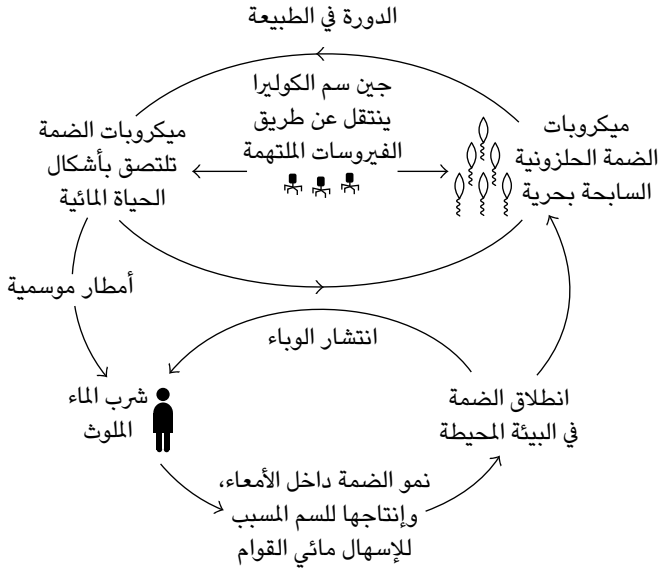 الدورة في الطبيعة
جين سم الكوليرا
ينتقل عن طريق
الفيروسات الملتهمة
ميكروبات
الضمة الحلزونية
السابحة بحرية
ميكروبات الضمة
تلتصق بأشكال
الحياة المائية
أمطار موسمية
انتشار الوباء
شرب الماء
الملوث
انطلاق الضمة
في البيئة المحيطة
نمو الضمة داخل الأمعاء،
وإنتاجها للسم المسبب
للإسهال مائي القوام